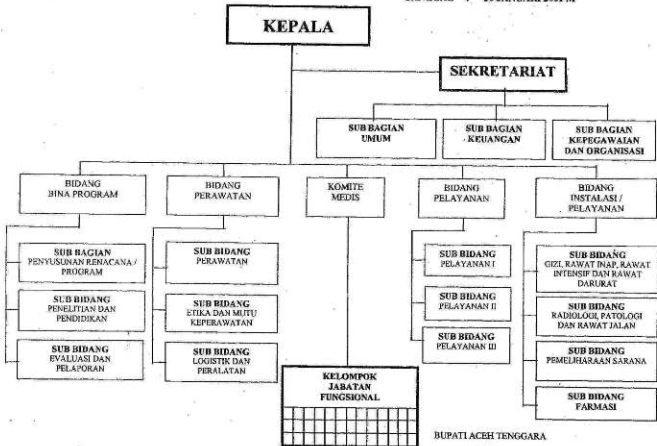 KEPALA
SEKRETARIAT
SUB BAGIAN
UMUM
SUB BAGIAN
KEUANGAN
SUB BAGIAN
KEPEGAWAIAN
DAN ORGANISASI
BIDANG
BINA PROGRAM
BIDANG
PERAWATAN
KOMITE
MEDIS
BIDANG
PELAYANAN
BIDANG
INSTALASI /
PELAYANAN
SUB BAGIAN
PENYUSUNAN RENACANA /
PROGRAM
SUB BIDANG
PENELITIAN DAN
PENDIDIKAN
SUB BIDANG
EVALUASI DAN
PELAPORAN
SUB BIDANG
PERAWATAN
SUB BIDANG
ETIKA DAN MUTU
KEPERAWATAN
SUB BIDANG
LOGISTIK DAN
PERALATAN
SUB BIDANG
PELAYANAN I
SUB BIDANG
PELAYANAN II
SUB BIDANG
PELAYANAN III
SUB BIDANG
GIZI, RAWAT INAP, RAWAT
INTENSIF DAN RAWAT
DARURAT
SUB BIDANG
RADIOLOGI, PATOLOGI
DAN RAWAT JALAN
SUB BIDANG
PEMELIHARAAN SARANA
SUB BIDANG
FARMASI
KELOMPOK
JABATAN
FUNGSIONAL
BUPATI ACEH TENGGARA